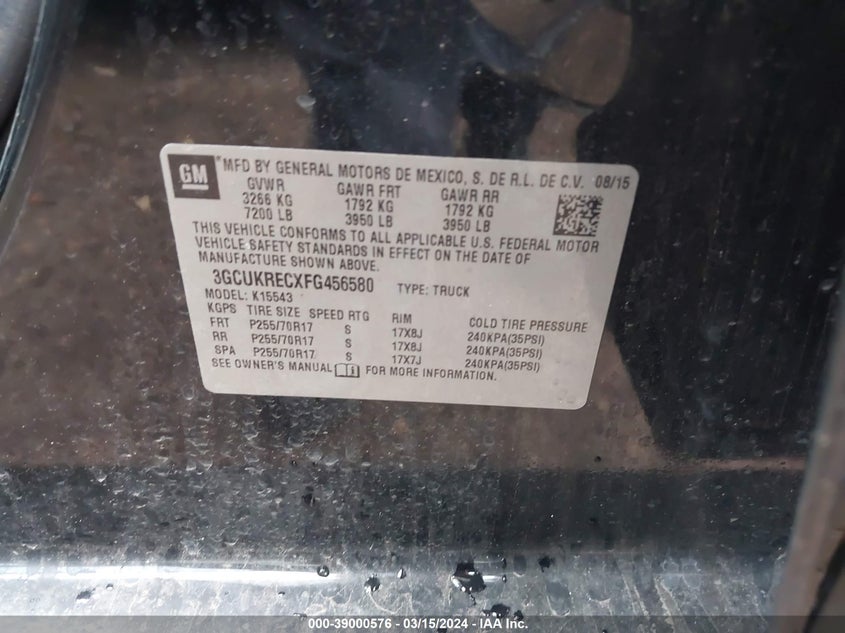 GM *MFD BY GENERAL MOTORS DE MEXICO, S. DE R.L. DE C.V. 08/15
GVWR GAWR FRT GAWR RR
3266 KG 1792 KG 1792 KG
7200 LB 3950 LB 3950 LB
THIS VEHICLE CONFORMS TO ALL APPLICABLE U.S. FEDERAL MOTOR
VEHICLE SAFETY STANDARDS IN EFFECT ON THE DATE OF
MANUFACTURE SHOWN ABOVE.
3GCUKRECXFG456580 TYPE: TRUCK
MODEL: K15543
KGPS TIRE SIZE SPEED RTG RIM COLD TIRE PRESSURE
FRT P255/70R17 S 17X8J 240KPA(35PSI)
RR P255/70R17 S 17X8J 240KPA(35PSI)
SPA P255/70R17 S 17X7J 240KPA(35PSI)
SEE OWNER'S MANUAL FOR MORE INFORMATION.
000-39000576 - 03/15/2024 - IAA Inc.